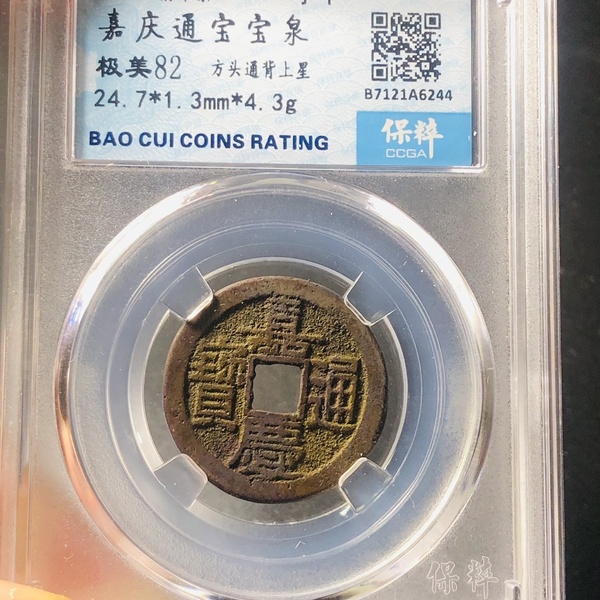 嘉庆通宝宝泉
极美82 方头通背上星
24.7*1.3mm*4.3g
B7121A6244
BAO CUI COINS RATING
保粹
CCGA
嘉慶通寶
保粹